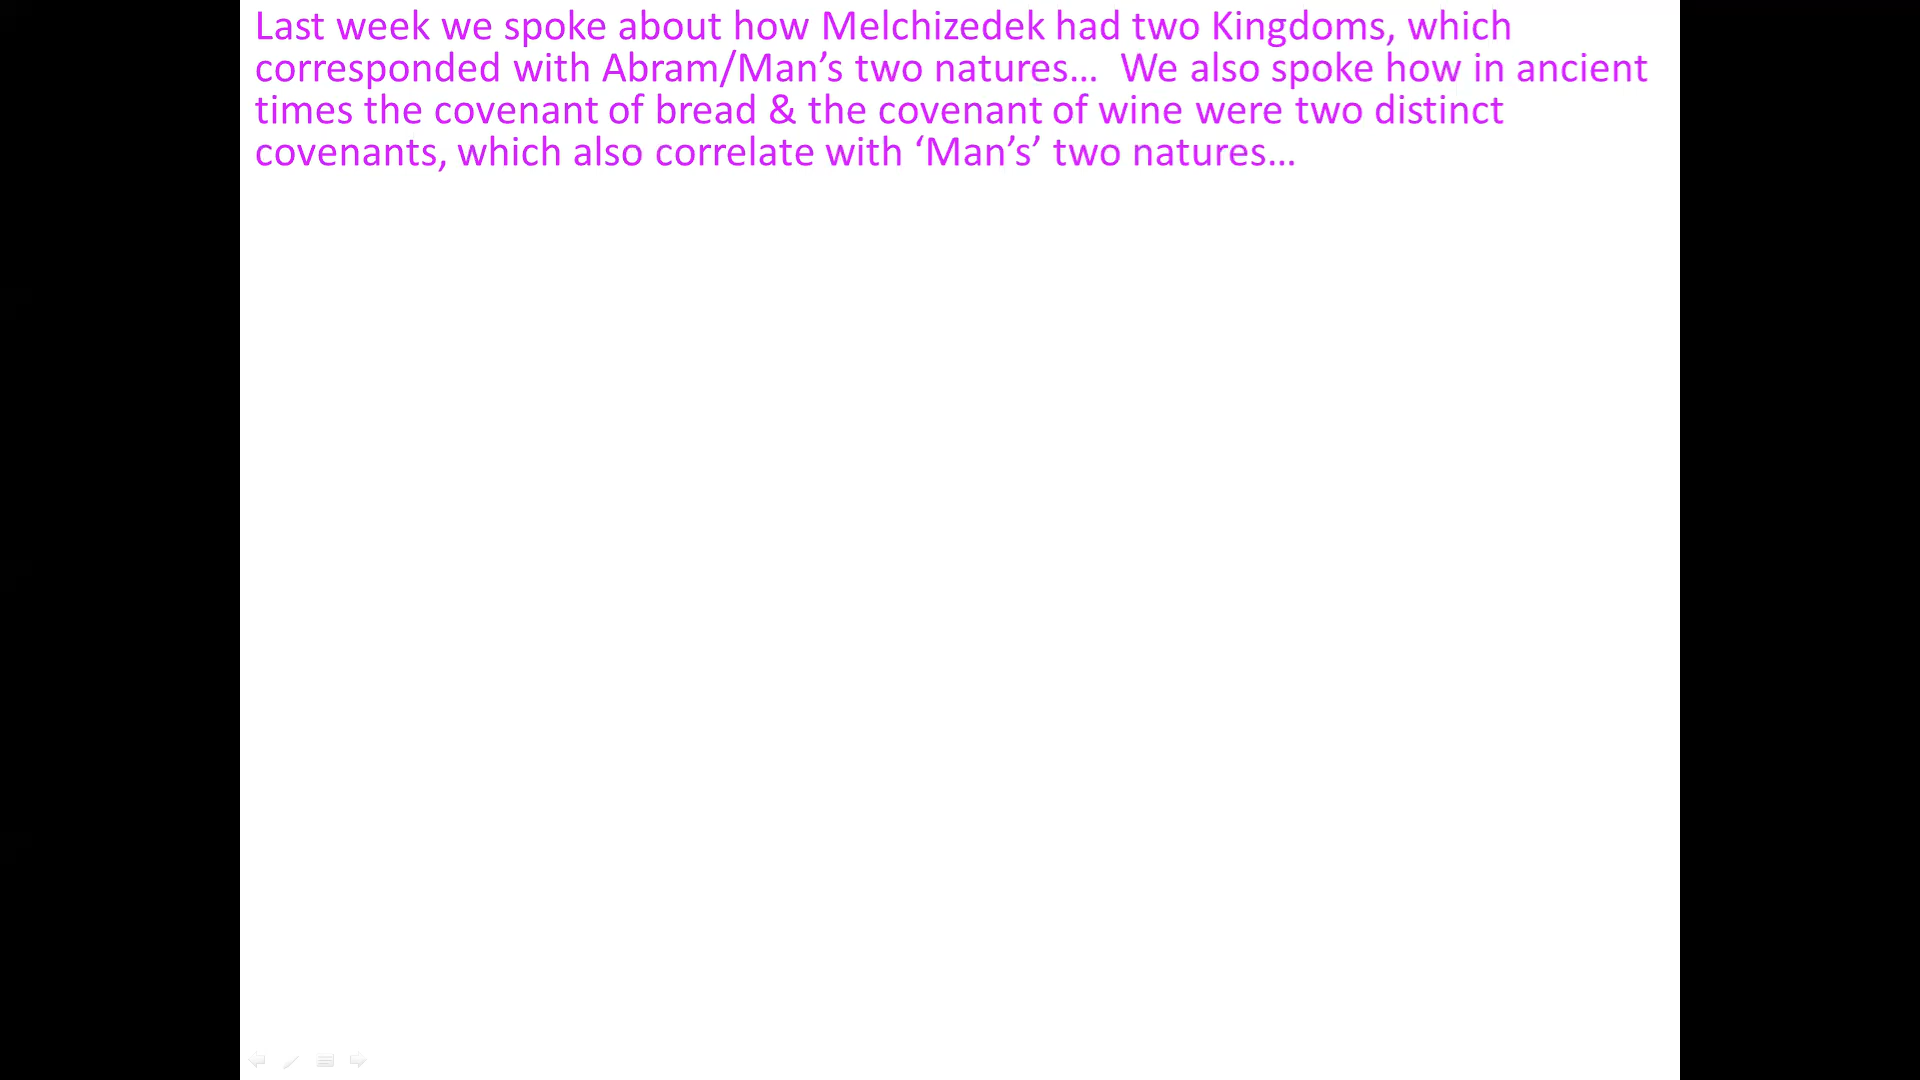 Last week we spoke about how Melchizedek had two Kingdoms, which
corresponded with Abram/Man’s two natures…  We also spoke how in ancient
times the covenant of bread & the covenant of wine were two distinct
covenants, which also correlate with ‘Man’s’ two natures…